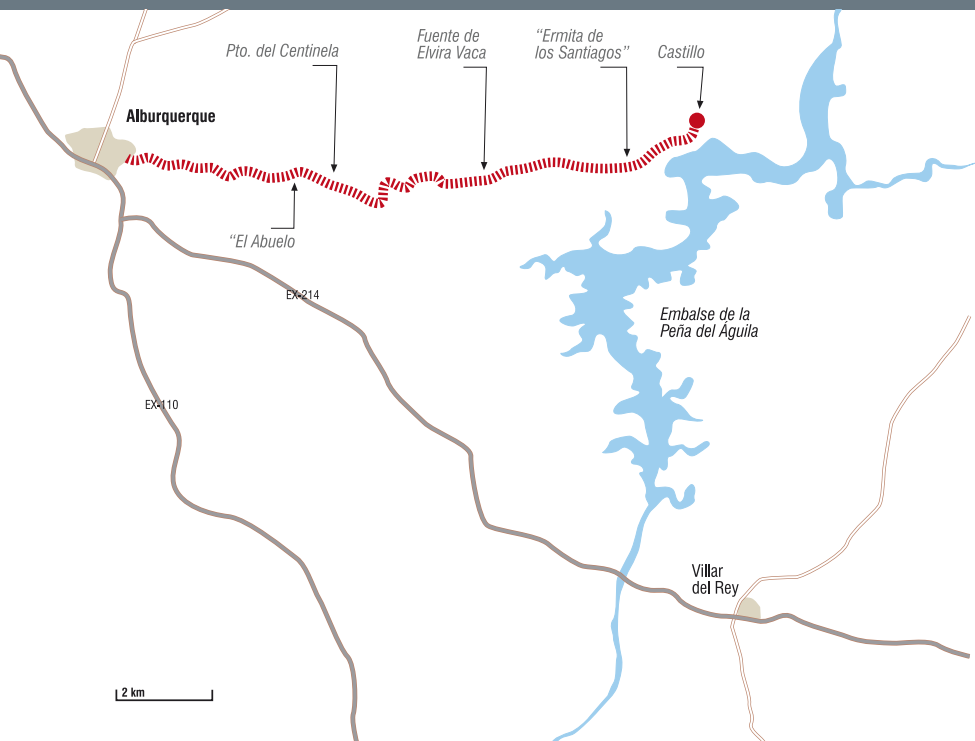 Fuente de
Elvira Vaca
“Ermita de
los Santiagos”
Pto. del Centinela
Castillo
Alburquerque
“El Abuelo
EX-214
Embalse de la
Peña del Águila
EX-110
Villar
del Rey
2 km